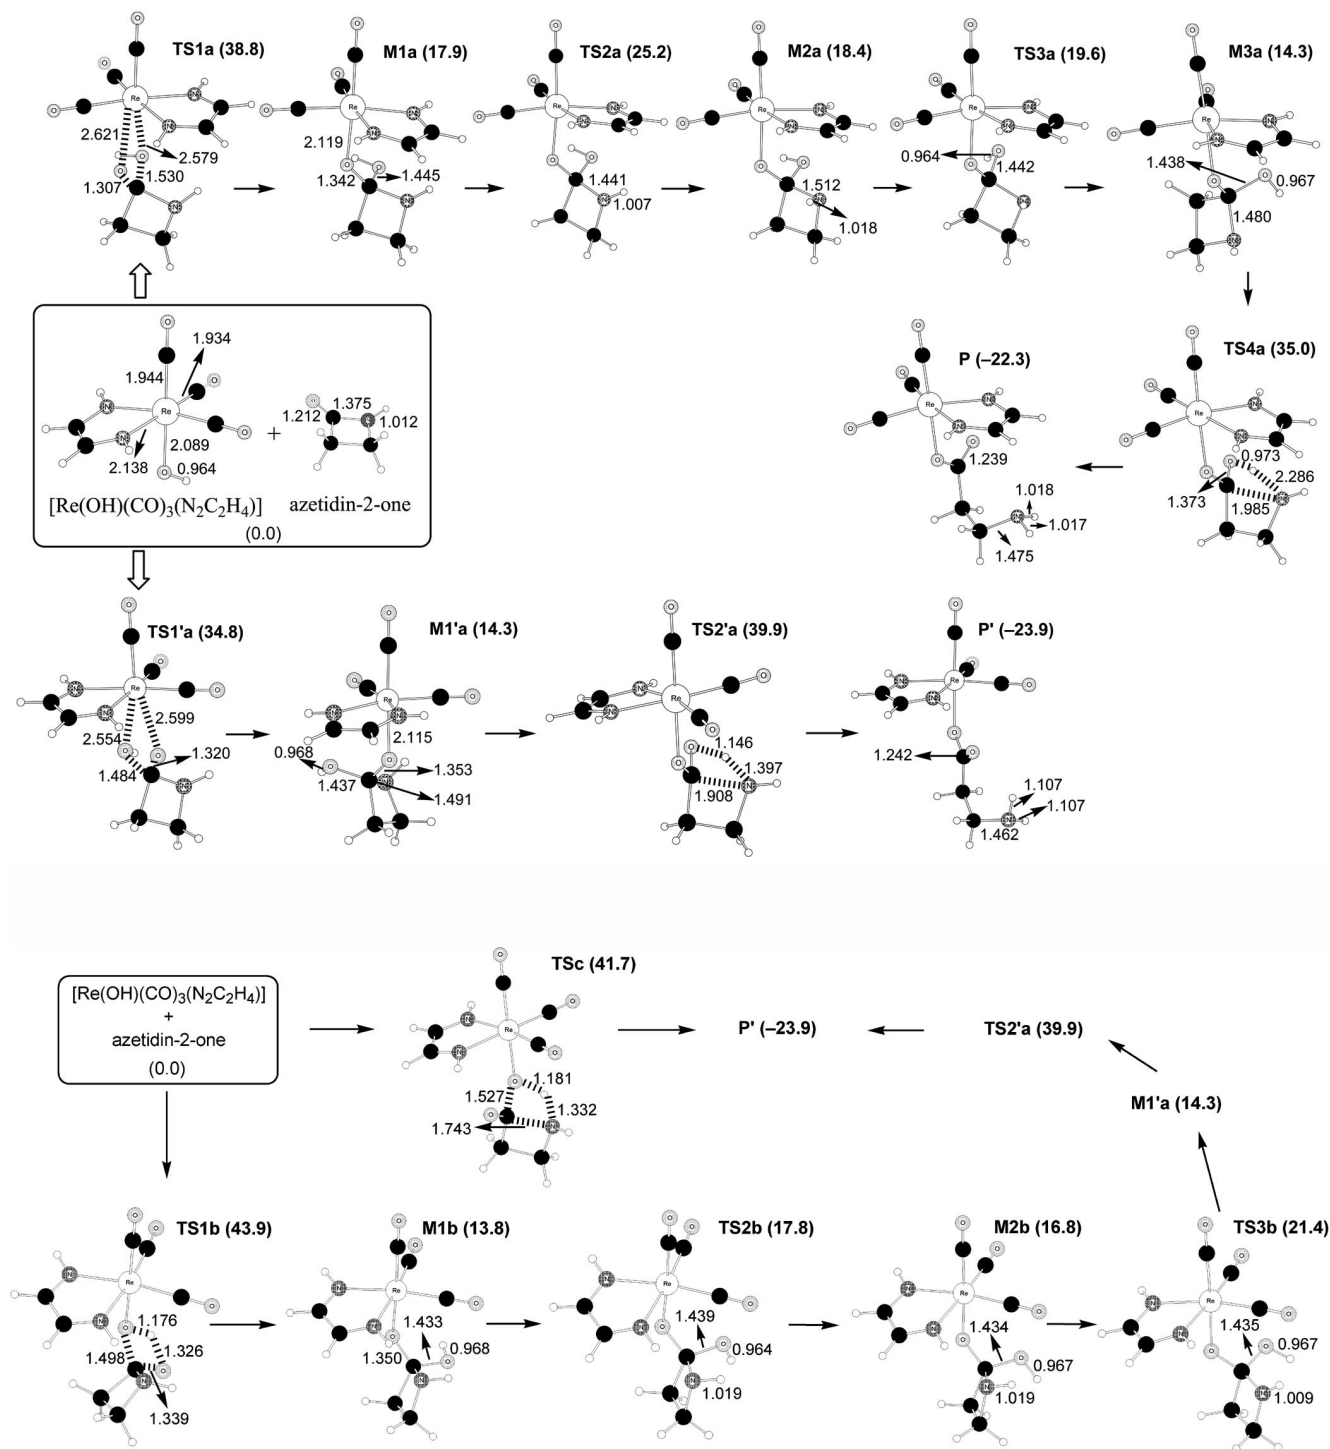 TS1a (38.8)
M1a (17.9)
TS2a (25.2)
M2a (18.4)
TS3a (19.6)
M3a (14.3)
2.621
2.579
1.530
1.307
2.119
1.342
1.445
1.441
1.007
1.512
1.018
0.964
1.442
1.438
0.967
1.480
1.934
1.944
2.089
2.138
0.964
+
1.212
1.375
1.012
[Re(OH)(CO)3(N2C2H4)]
azetidin-2-one
(0.0)
P (–22.3)
1.239
1.018
1.017
1.475
TS4a (35.0)
0.973
2.286
1.373
1.985
TS1'a (34.8)
M1'a (14.3)
TS2'a (39.9)
P' (–23.9)
2.599
2.554
1.320
1.484
2.115
0.968
1.353
1.437
1.491
1.146
1.397
1.908
1.242
1.107
1.107
1.462
[Re(OH)(CO)3(N2C2H4)]
+
azetidin-2-one
(0.0)
TSc (41.7)
1.181
1.527
1.332
1.743
P' (–23.9)
TS2'a (39.9)
M1'a (14.3)
TS1b (43.9)
M1b (13.8)
TS2b (17.8)
M2b (16.8)
TS3b (21.4)
1.176
1.326
1.498
1.339
1.433
0.968
1.350
1.439
0.964
1.019
1.434
0.967
1.019
1.435
0.967
1.009